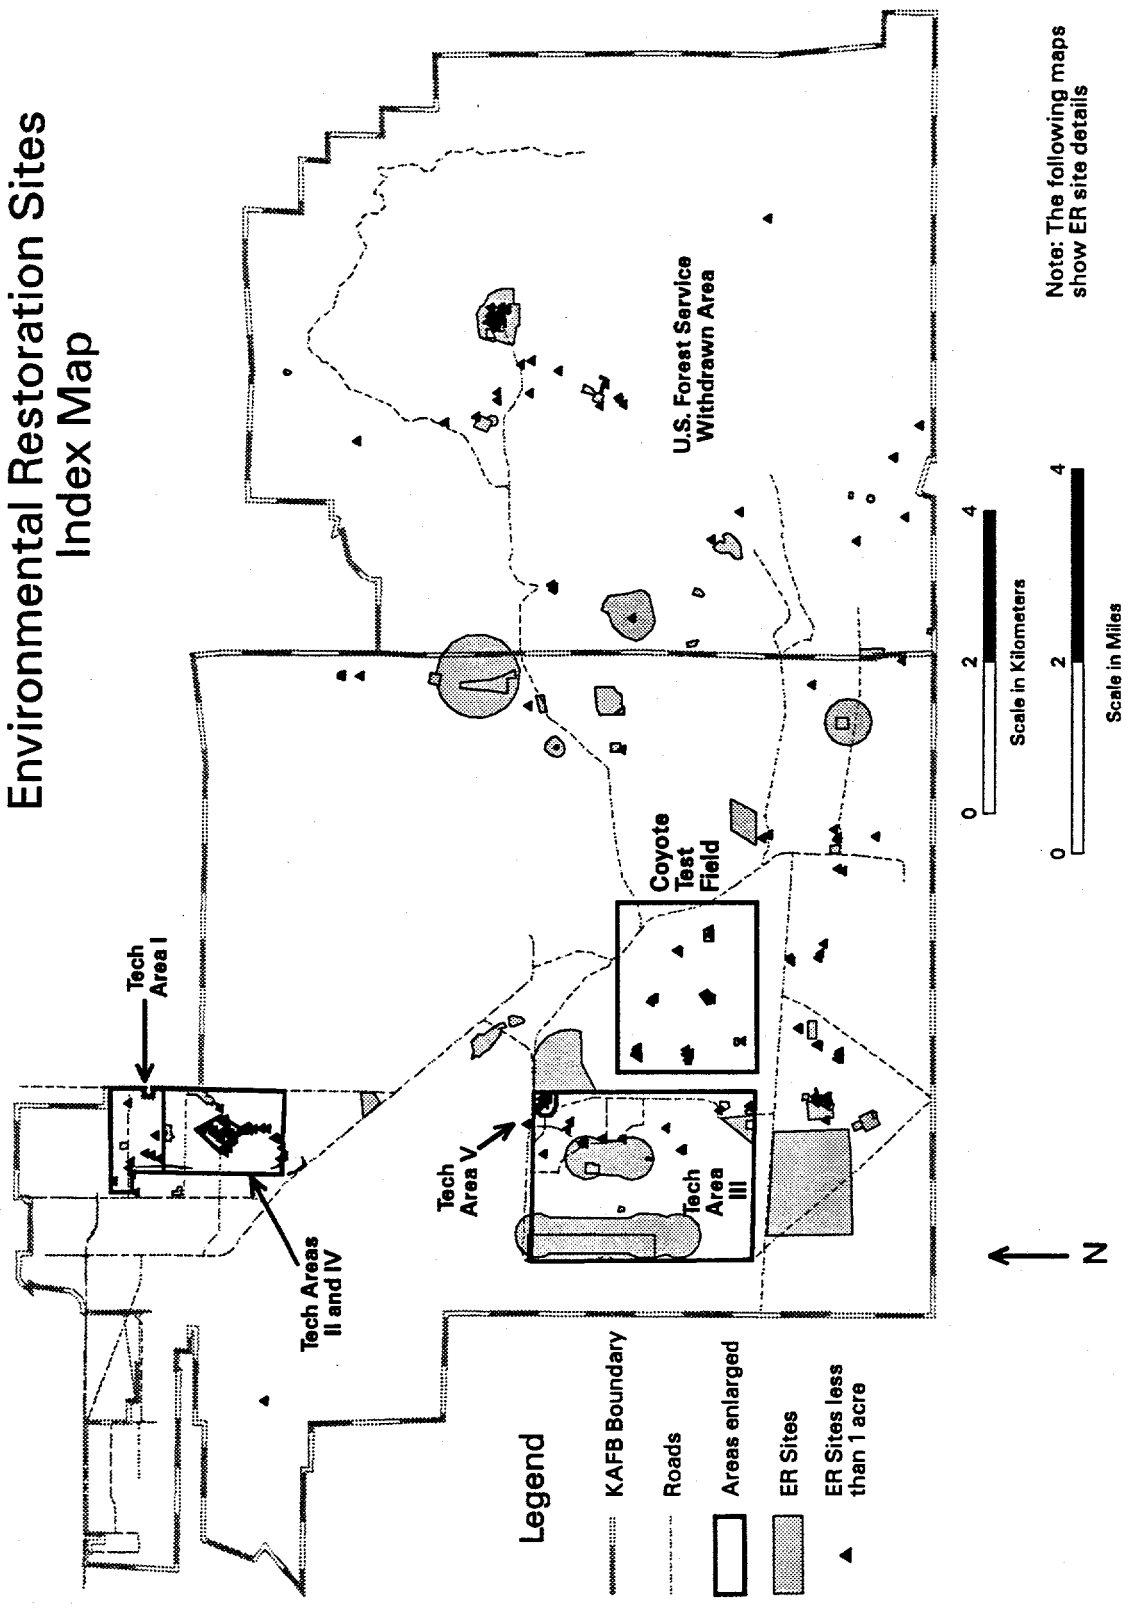 Environmental Restoration Sites
Index Map
Tech
Area I
Tech Areas
II and IV
Tech
Area V
Tech
Area
III
Coyote
Test
Field
U.S. Forest Service
Withdrawn Area
Legend
KAFB Boundary
Roads
Areas enlarged
ER Sites
ER Sites less
than 1 acre
N
0 2 4
Scale in Kilometers
0 2 4
Scale in Miles
Note: The following maps
show ER site details